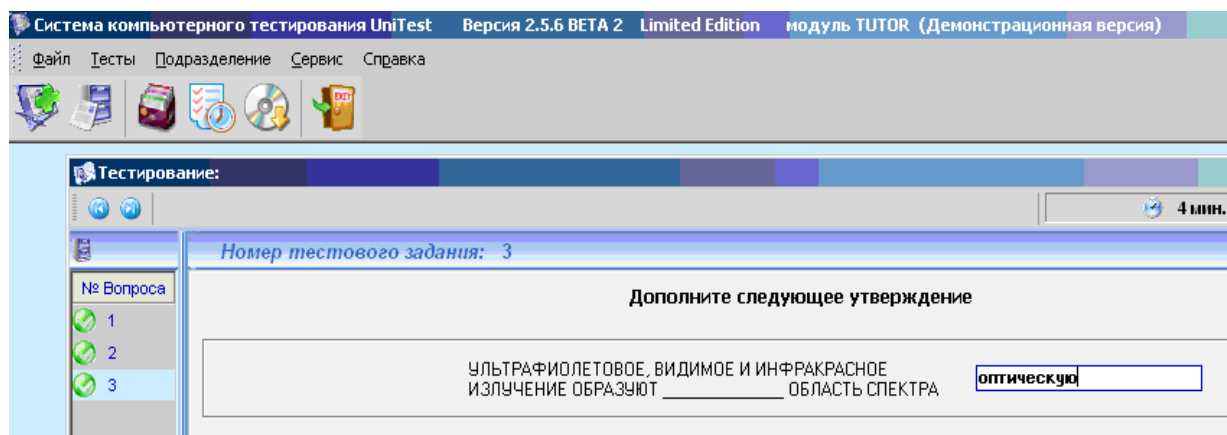 Система компьютерного тестирования UniTest Версия 2.5.6 BETA 2 Limited Edition модуль TUTOR (Демонстрационная версия)
Файл Тесты Подразделение Сервис Справка
EXIT
Тестирование:
4 мин.
Номер тестового задания: 3
№ Вопроса
Дополните следующее утверждение
1
2
3
УЛЬТРАФИОЛЕТОВОЕ, ВИДИМОЕ И ИНФРАКРАСНОЕ
ИЗЛУЧЕНИЕ ОБРАЗУЮТ ______________ ОБЛАСТЬ СПЕКТРА
оптическую